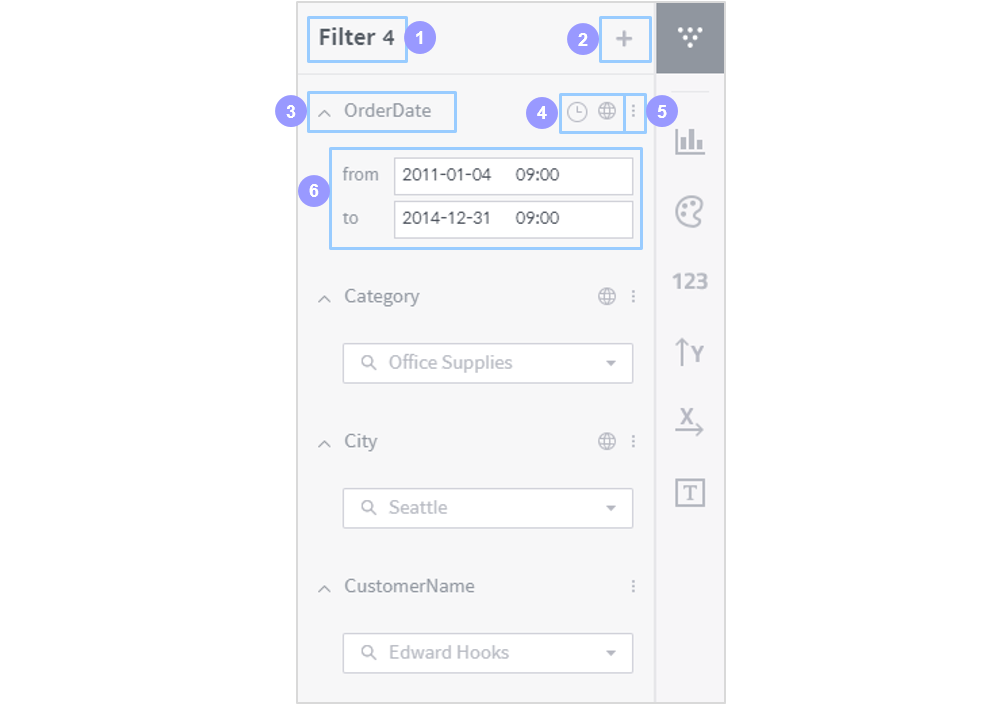 Filter 4
1
2
+
3
OrderDate
4
5
6
from
2011-01-04 09:00
to
2014-12-31 09:00
Category
Office Supplies
City
Seattle
CustomerName
Edward Hooks
123
Y
X
T